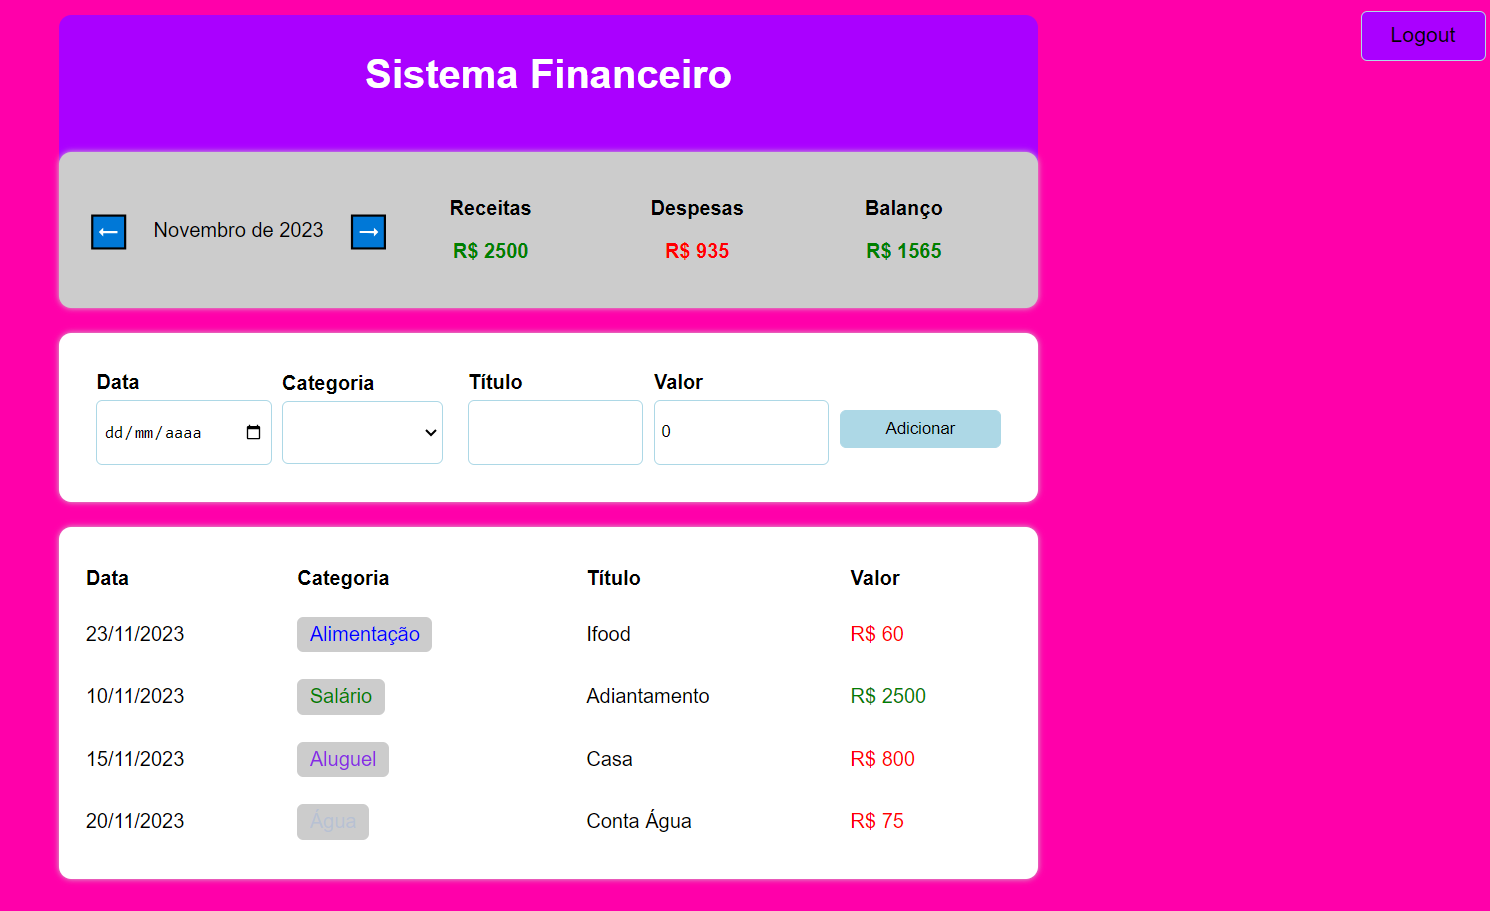 Logout
Sistema Financeiro
Novembro de 2023
Receitas Despesas Balanço
R$ 2500 R$ 935 R$ 1565
Data Categoria Título Valor
dd/mm/aaaa 0 Adicionar
Data Categoria Título Valor
23/11/2023 Alimentação Ifood R$ 60
10/11/2023 Salário Adiantamento R$ 2500
15/11/2023 Aluguel Casa R$ 800
20/11/2023 Água Conta Água R$ 75